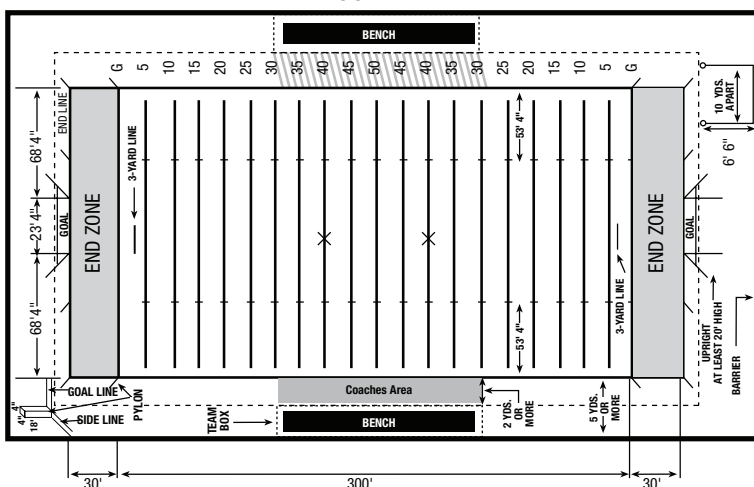 BENCH
G 5 10 15 20 25 30 35 40 45 50 45 40 35 30 25 20 15 10 5 G
END LINE
68'4"
23'4"
68'4"
GOAL
END ZONE
3-YARD LINE
53' 4"
53' 4"
3-YARD LINE
END ZONE
GOAL
10 YDS.
APART
6' 6"
UPRIGHT
AT LEAST 20' HIGH
BARRIER
GOAL LINE
PYLON
SIDE LINE
4"
4"
18'
TEAM
BOX
Coaches Area
BENCH
2 YDS.
OR
MORE
5 YDS.
OR
MORE
30'
300'
30'